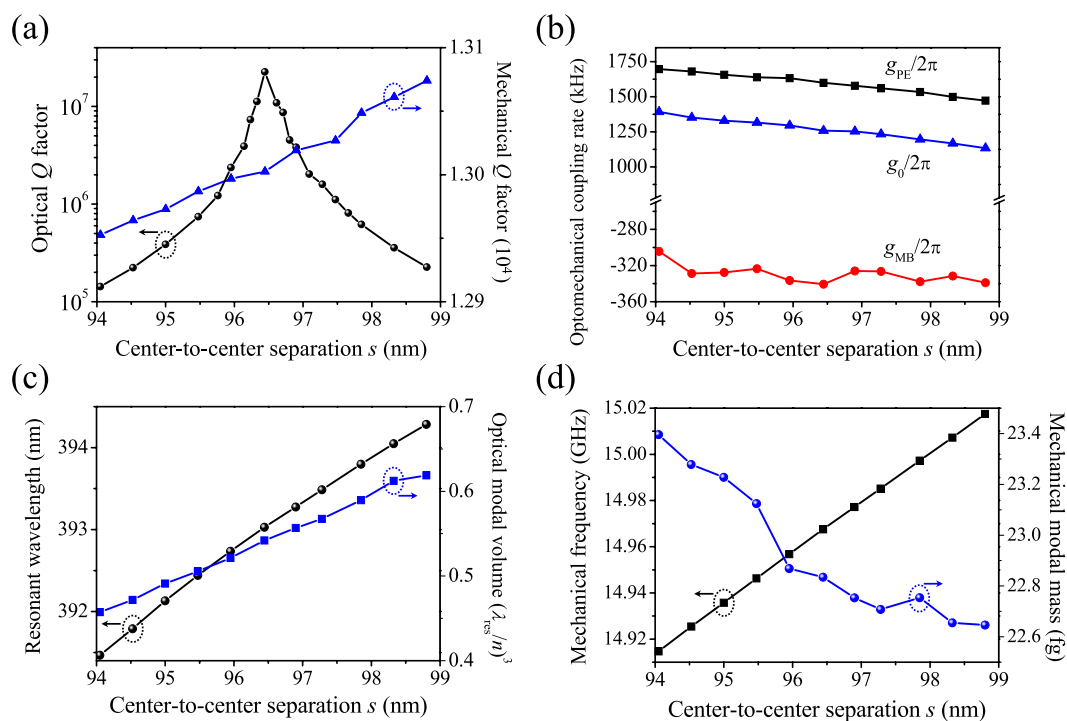 (a)
Optical Q factor
10^7
10^6
10^5
1.310
1.300
1.290
Mechanical Q factor (10^4)
94 95 96 97 98 99
Center-to-center separation s (nm)
(b)
Optomechanical coupling rate (kHz)
1750
1500
1250
1000
-280
-320
-360
g_PE/2π
g_0/2π
g_MB/2π
94 95 96 97 98 99
Center-to-center separation s (nm)
(c)
Resonant wavelength (nm)
394
393
392
0.7
0.6
0.5
0.4
Optical modal volume (λ_res/n)^3
94 95 96 97 98 99
Center-to-center separation s (nm)
(d)
Mechanical frequency (GHz)
15.02
15.00
14.98
14.96
14.94
14.92
23.4
23.2
23.0
22.8
22.6
Mechanical modal mass (fg)
94 95 96 97 98 99
Center-to-center separation s (nm)